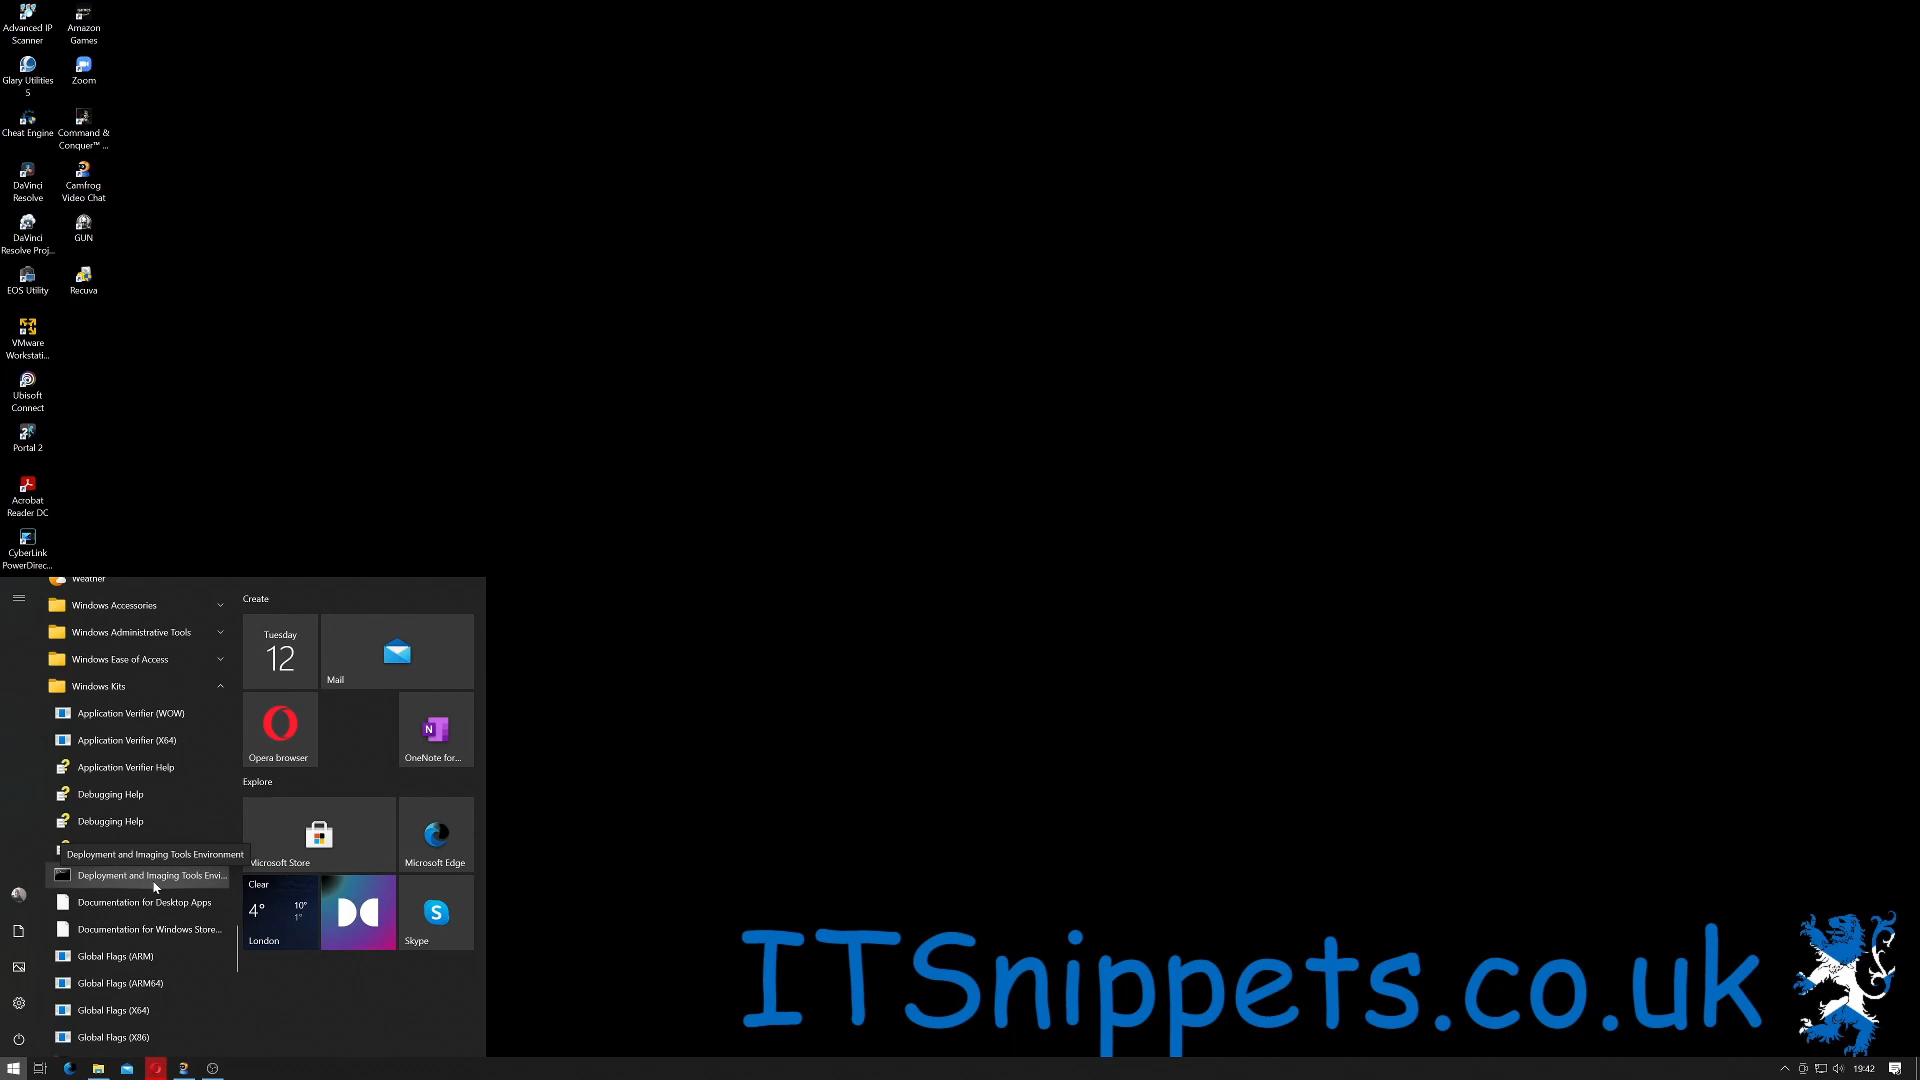 Advanced IP
Scanner
Amazon
Games
Glary Utilities
5
Zoom
Cheat Engine
Command &
Conquer™ ...
DaVinci
Resolve
Camfrog
Video Chat
DaVinci
Resolve Proj...
GUN
EOS Utility
Recuva
VMware
Workstati...
Ubisoft
Connect
Portal 2
Acrobat
Reader DC
CyberLink
PowerDirec...
Weather
Windows Accessories
Windows Administrative Tools
Windows Ease of Access
Windows Kits
Application Verifier (WOW)
Application Verifier (X64)
Application Verifier Help
Debugging Help
Debugging Help
Deployment and Imaging Tools Environment
Deployment and Imaging Tools Envi...
Documentation for Desktop Apps
Documentation for Windows Store...
Global Flags (ARM)
Global Flags (ARM64)
Global Flags (X64)
Global Flags (X86)
Create
Tuesday
12
Mail
Opera browser
N
OneNote for...
Explore
Microsoft Store
Microsoft Edge
Clear
4°
10°
1°
London
S
Skype
ITSnippets.co.uk
19:42